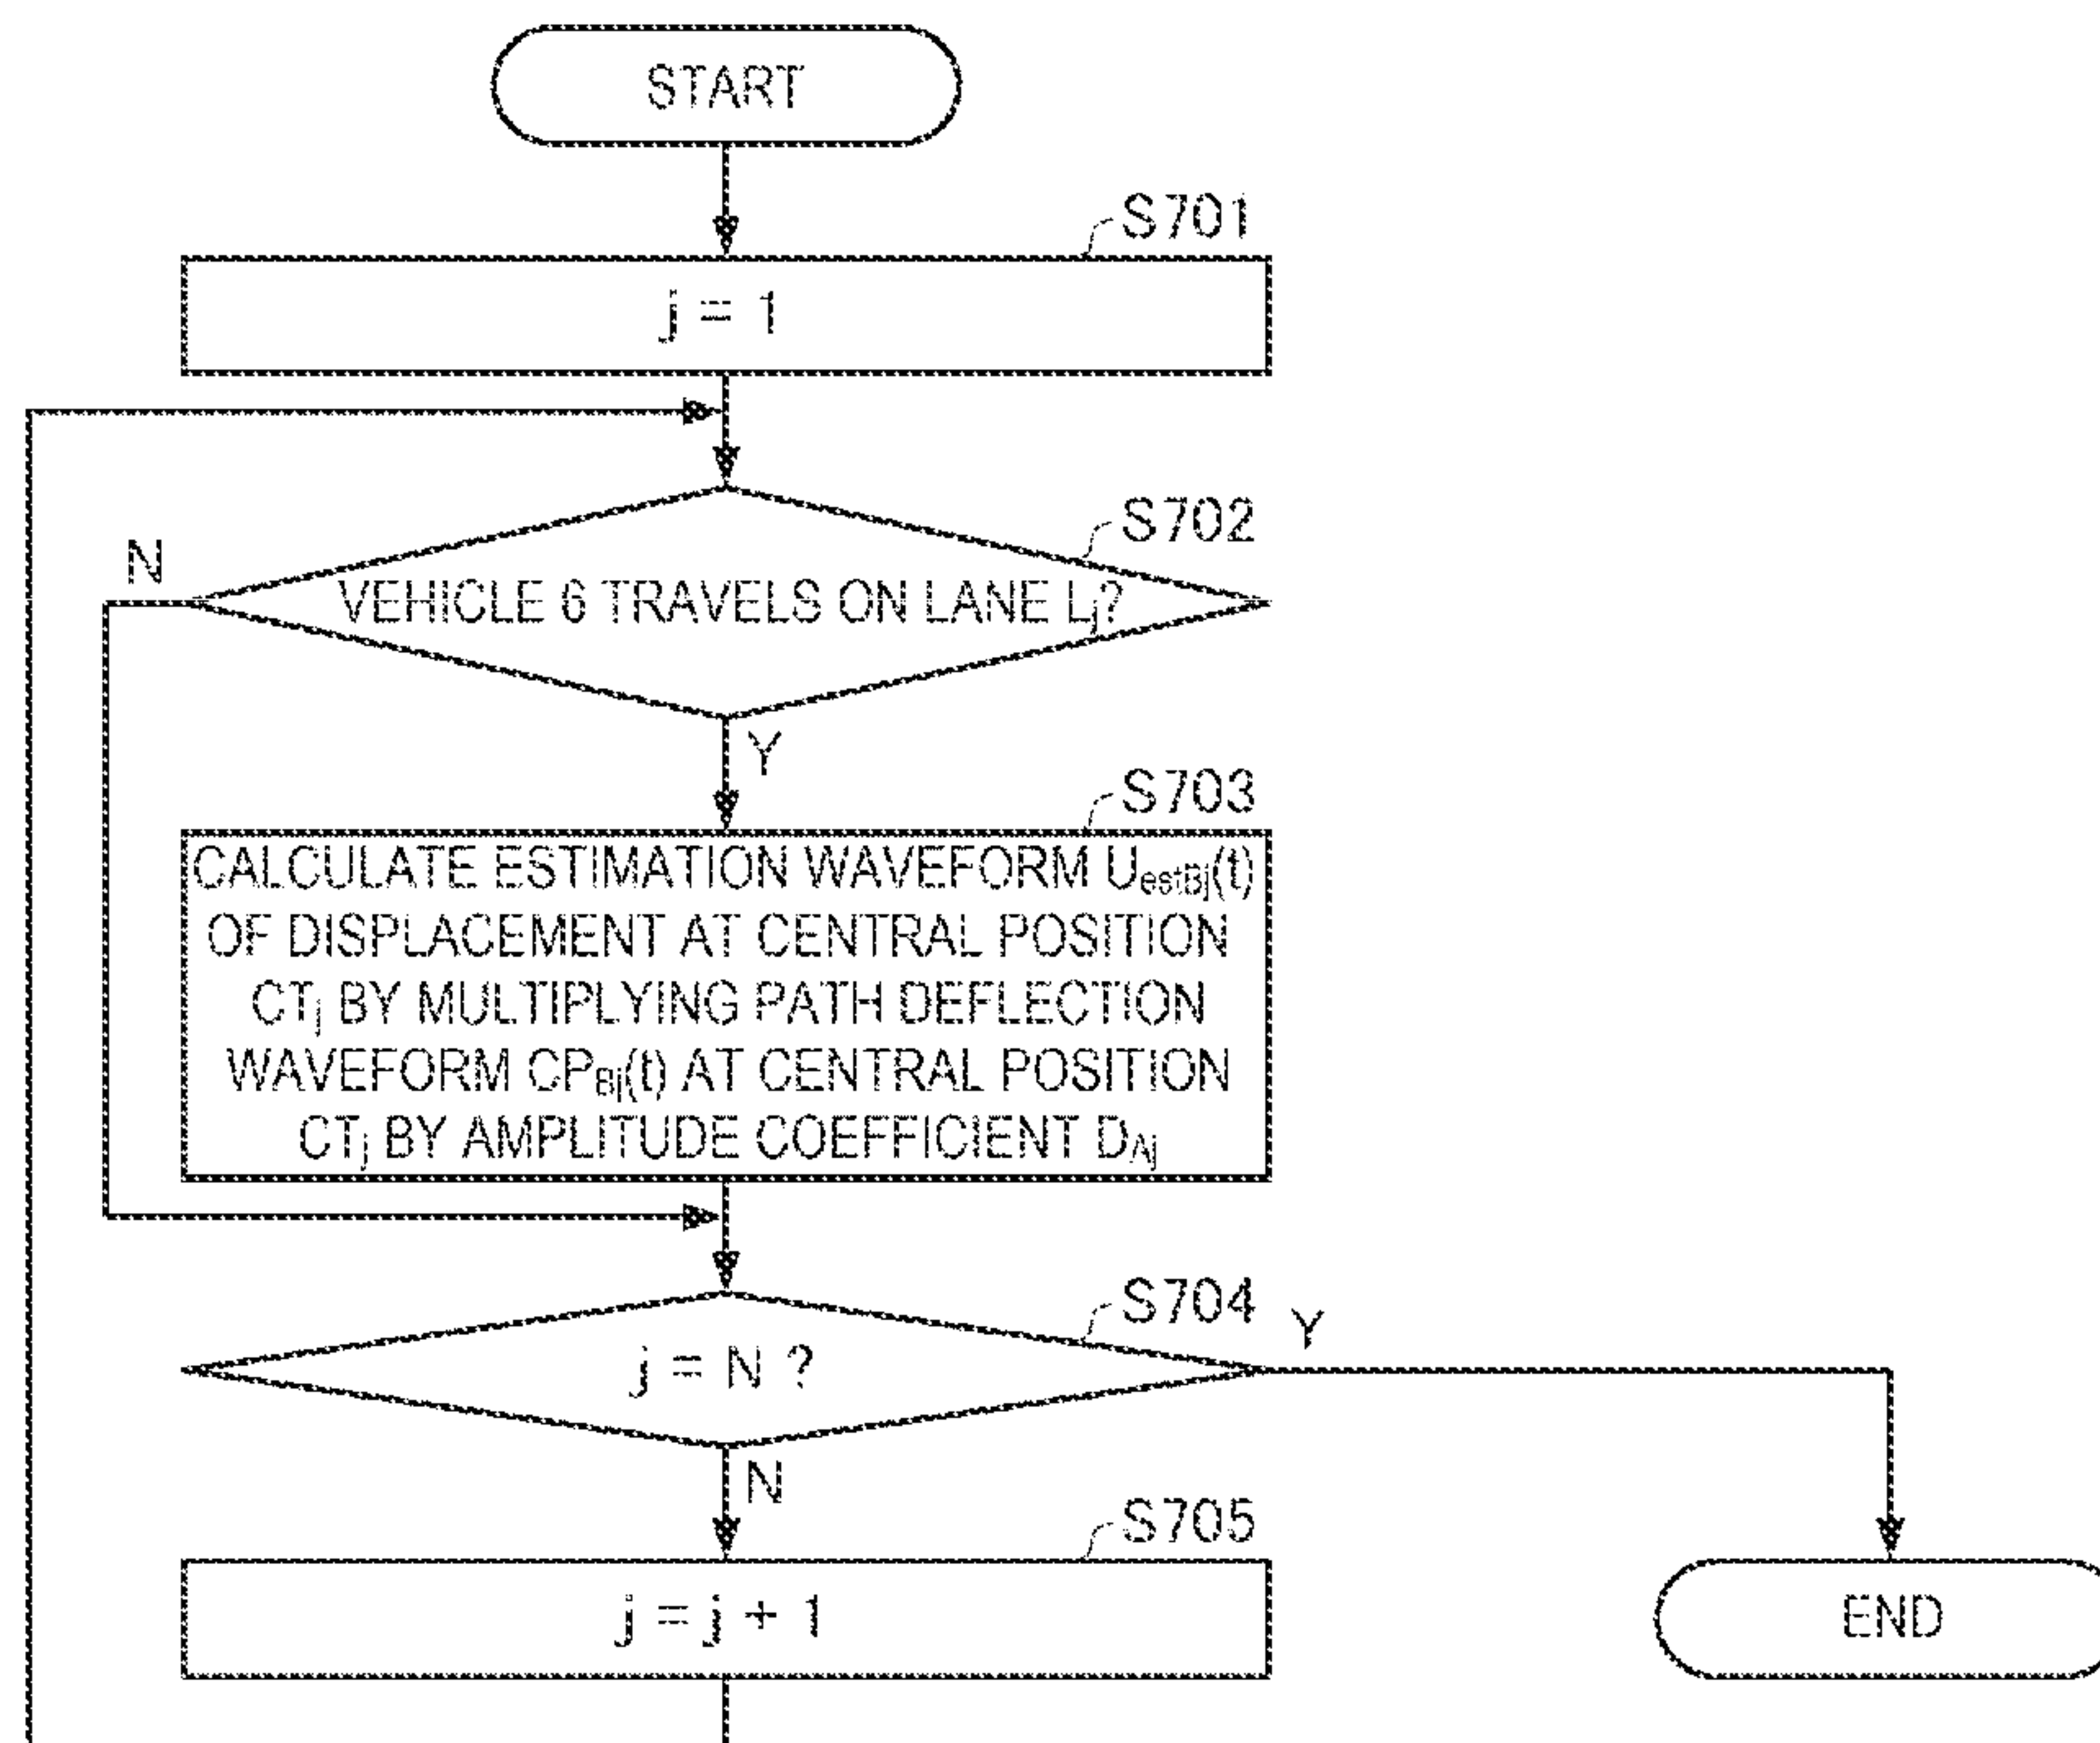 START
S701
j = 1
S702
N
VEHICLE 6 TRAVELS ON LANE Lj?
Y
S703
CALCULATE ESTIMATION WAVEFORM UestBj(t)
OF DISPLACEMENT AT CENTRAL POSITION
CTj BY MULTIPLYING PATH DEFLECTION
WAVEFORM CPBj(t) AT CENTRAL POSITION
CTj BY AMPLITUDE COEFFICIENT DAj
S704
Y
j = N ?
N
S705
j = j + 1
END